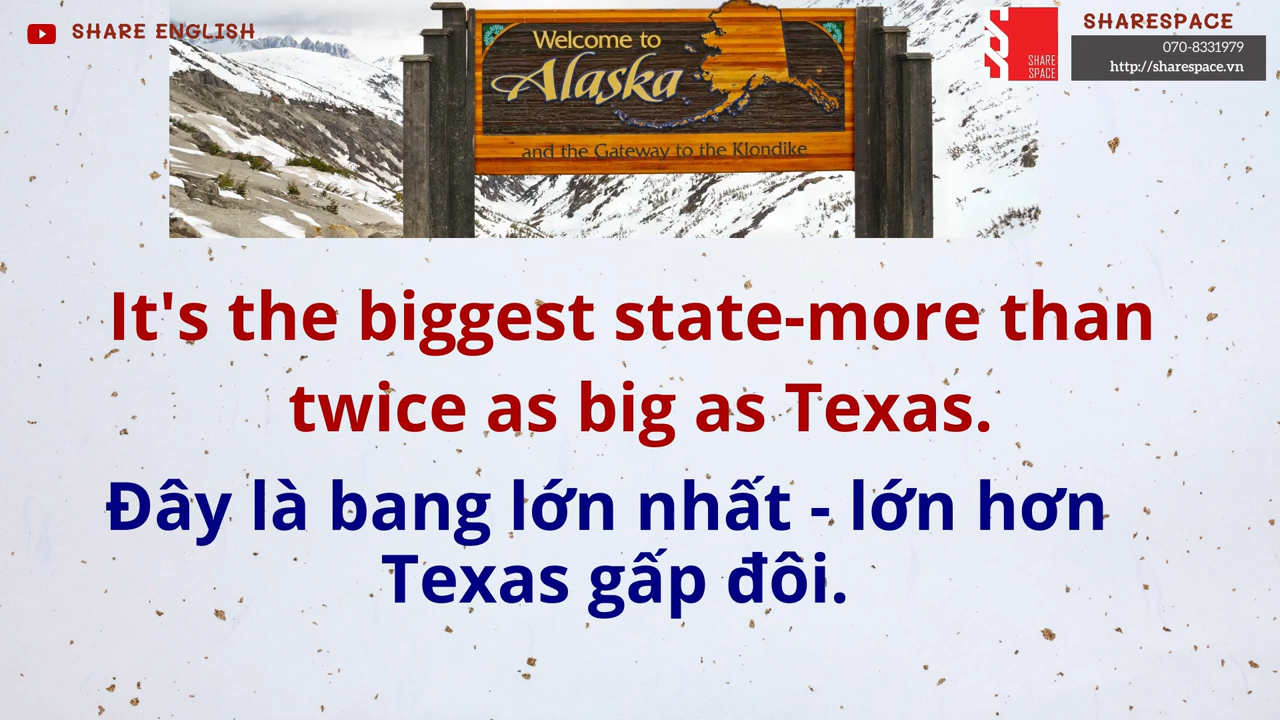 SHARE ENGLISH
Welcome to
Alaska
and the Gateway to the Klondike
SHARE
SPACE
SHARESPACE
070-8331979
http://sharespace.vn
It's the biggest state-more than
twice as big as Texas.
Đây là bang lớn nhất - lớn hơn
Texas gấp đôi.